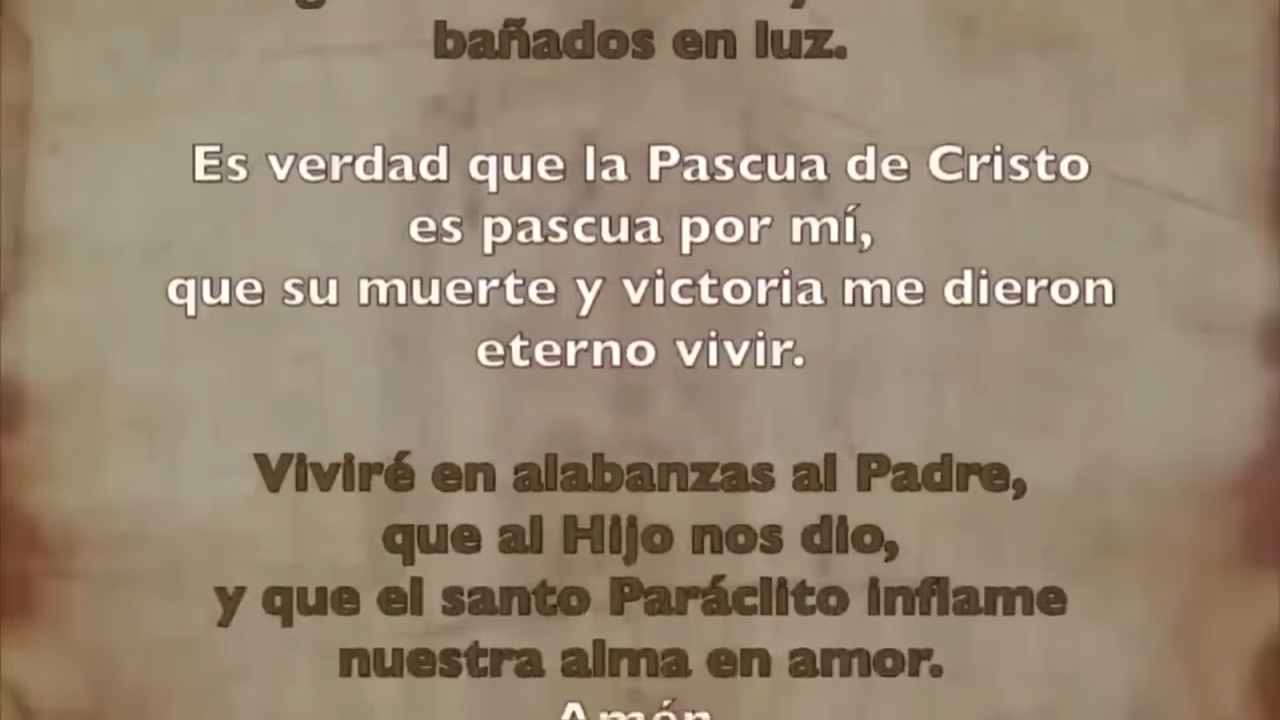 bañados en luz.
Es verdad que la Pascua de Cristo
es pascua por mí,
que su muerte y victoria me dieron
eterno vivir.
Viviré en alabanzas al Padre,
que al Hijo nos dio,
y que el santo Paráclito inflame
nuestra alma en amor.
Amén